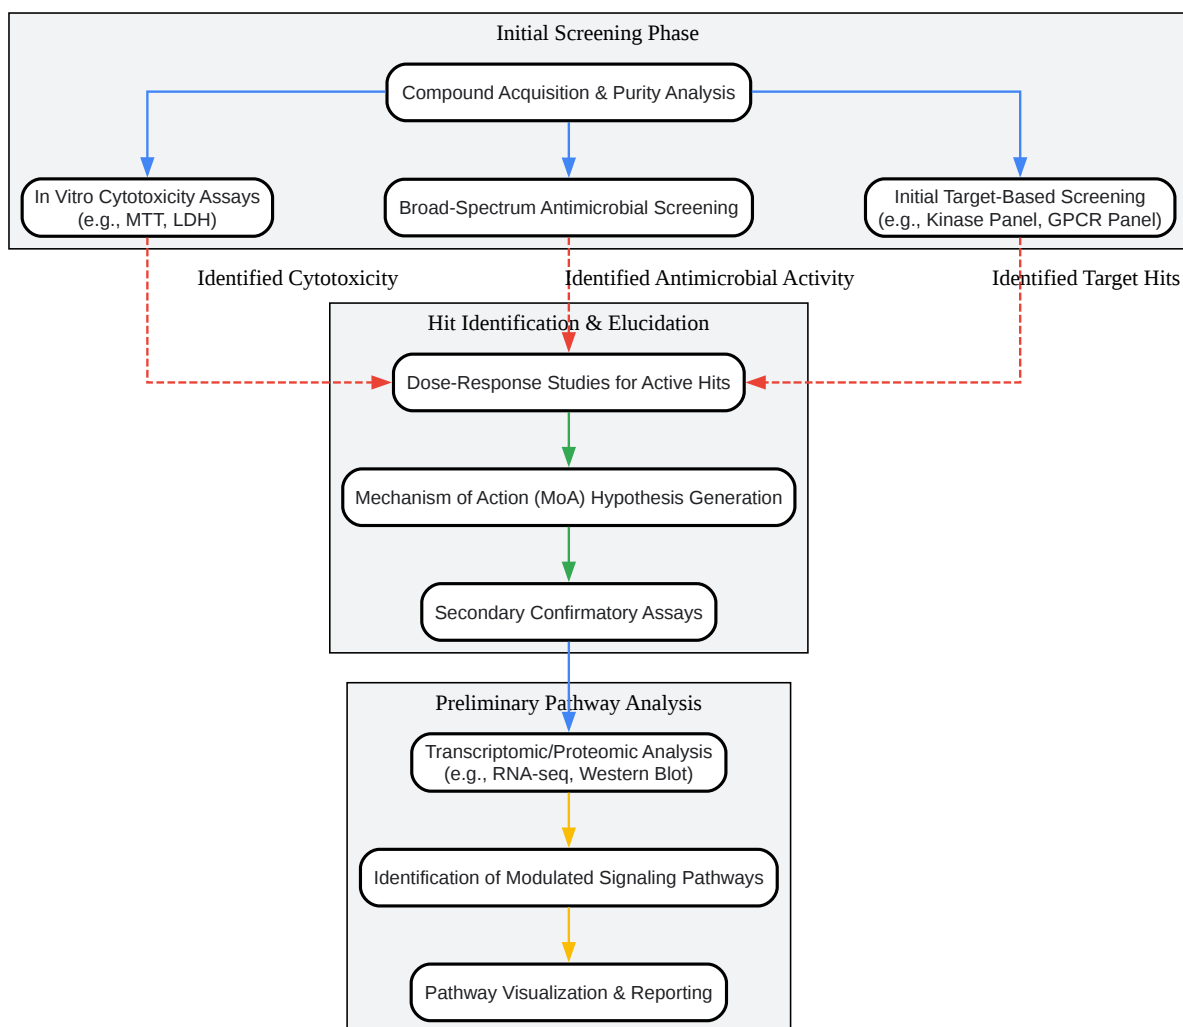 Initial Screening Phase
Compound Acquisition & Purity Analysis
In Vitro Cytotoxicity Assays
(e.g., MTT, LDH)
Broad-Spectrum Antimicrobial Screening
Initial Target-Based Screening
(e.g., Kinase Panel, GPCR Panel)
Identified Cytotoxicity
Identified Antimicrobial Activity
Identified Target Hits
Hit Identification & Elucidation
Dose-Response Studies for Active Hits
Mechanism of Action (MoA) Hypothesis Generation
Secondary Confirmatory Assays
Preliminary Pathway Analysis
Transcriptomic/Proteomic Analysis
(e.g., RNA-seq, Western Blot)
Identification of Modulated Signaling Pathways
Pathway Visualization & Reporting